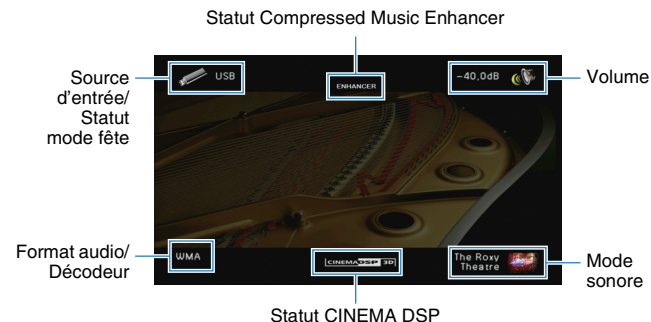 Statut Compressed Music Enhancer
Source
d'entrée/
Statut
mode fête
USB
ENHANCER
-40,0dB
Volume
Format audio/
Décodeur
WMA
CINEMA DSP 3D
The Roxy
Theatre
Mode
sonore
Statut CINEMA DSP